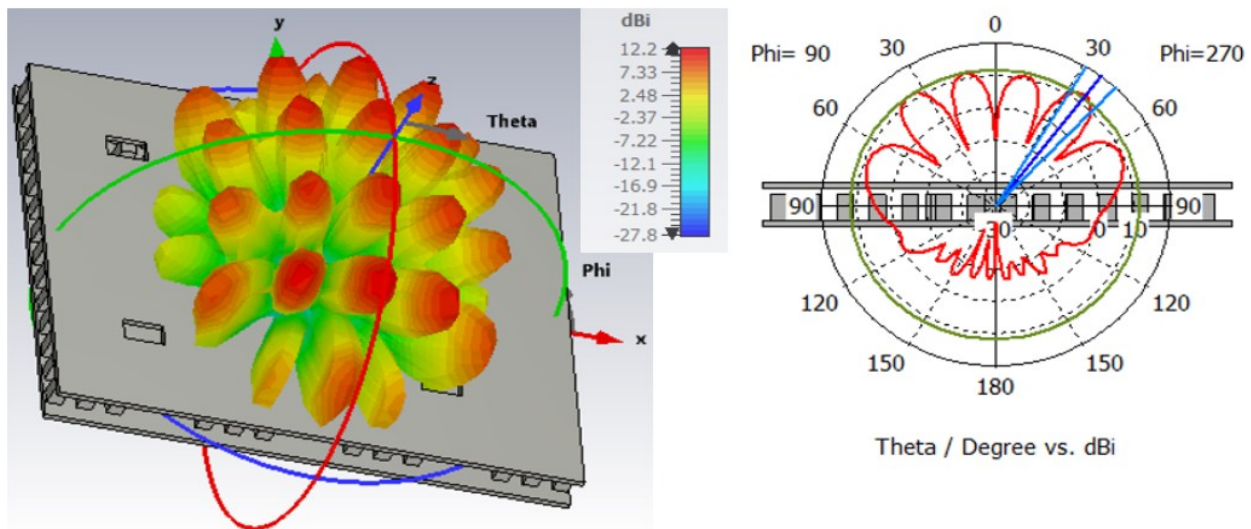 y
z
Theta
Phi
x
dBi
12.2
7.33
2.48
-2.37
-7.22
-12.1
-16.9
-21.8
-27.8
0
Phi= 90
30
30
Phi=270
60
60
90
-30
0
10
90
120
120
150
150
180
Theta / Degree vs. dBi